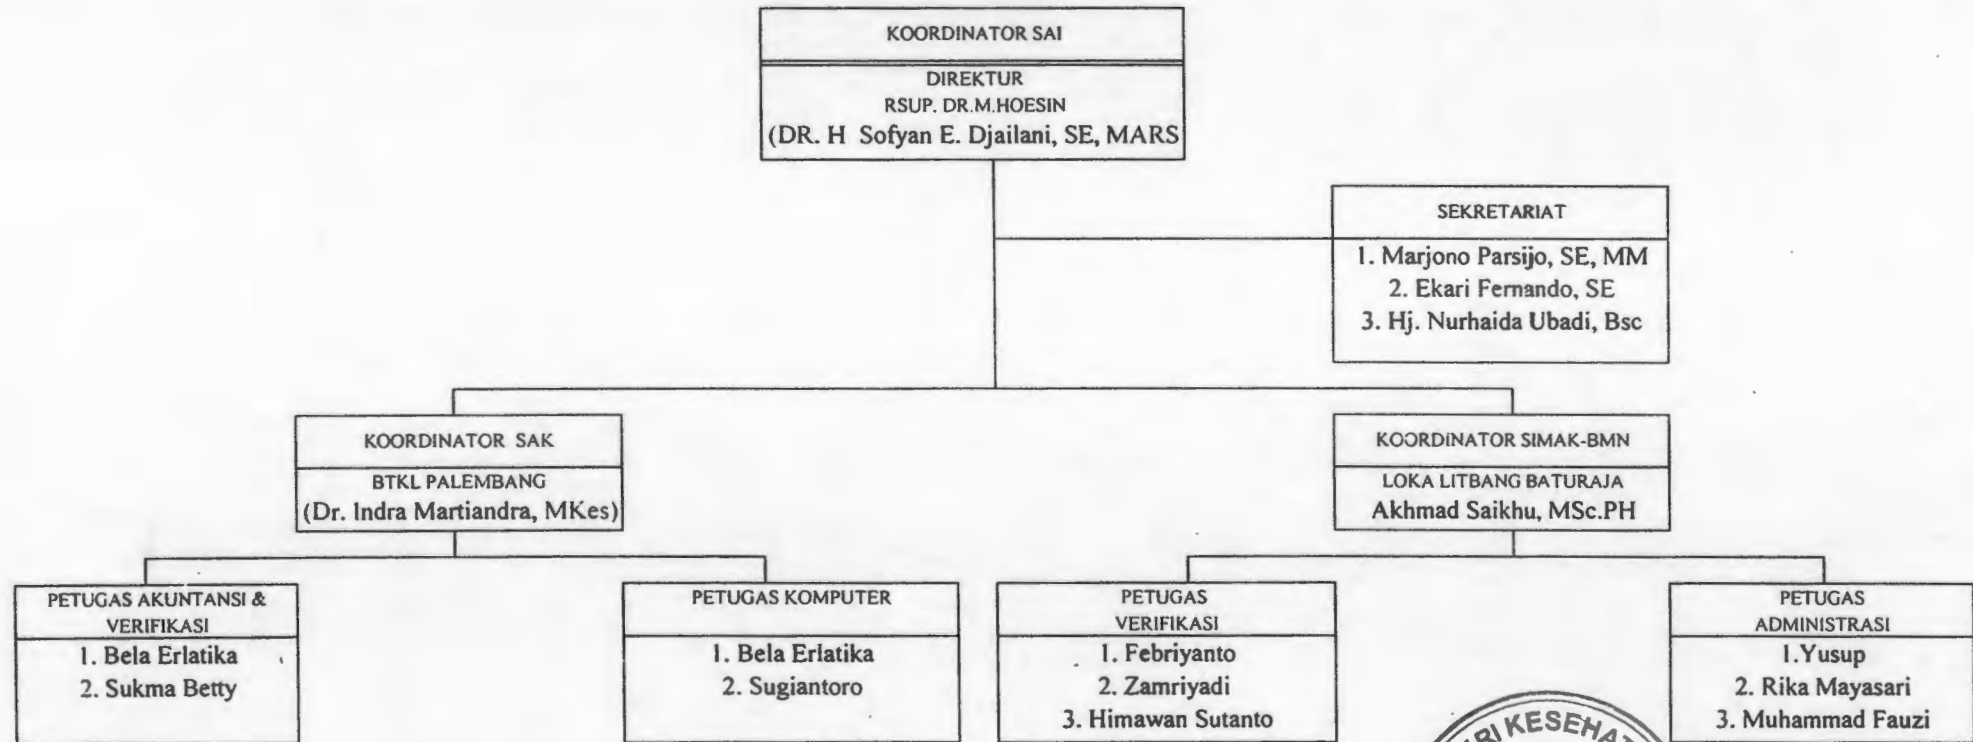 KOORDINATOR SAI
DIREKTUR
RSUP. DR.M.HOESIN
(DR. H Sofyan E. Djailani, SE, MARS
SEKRETARIAT
1. Marjono Parsijo, SE, MM
2. Ekari Fernando, SE
3. Hj. Nurhaida Ubadi, Bsc
KOORDINATOR SAK
BTKL PALEMBANG
(Dr. Indra Martiandra, MKes)
KOORDINATOR SIMAK-BMN
LOKA LITBANG BATURAJA
Akhmad Saikhu, MSc.PH
PETUGAS AKUNTANSI &
VERIFIKASI
1. Bela Erlatika
2. Sukma Betty
PETUGAS KOMPUTER
1. Bela Erlatika
2. Sugiantoro
PETUGAS
VERIFIKASI
1. Febriyanto
2. Zamriyadi
3. Himawan Sutanto
PETUGAS
ADMINISTRASI
1.Yusup
2. Rika Mayasari
3. Muhammad Fauzi